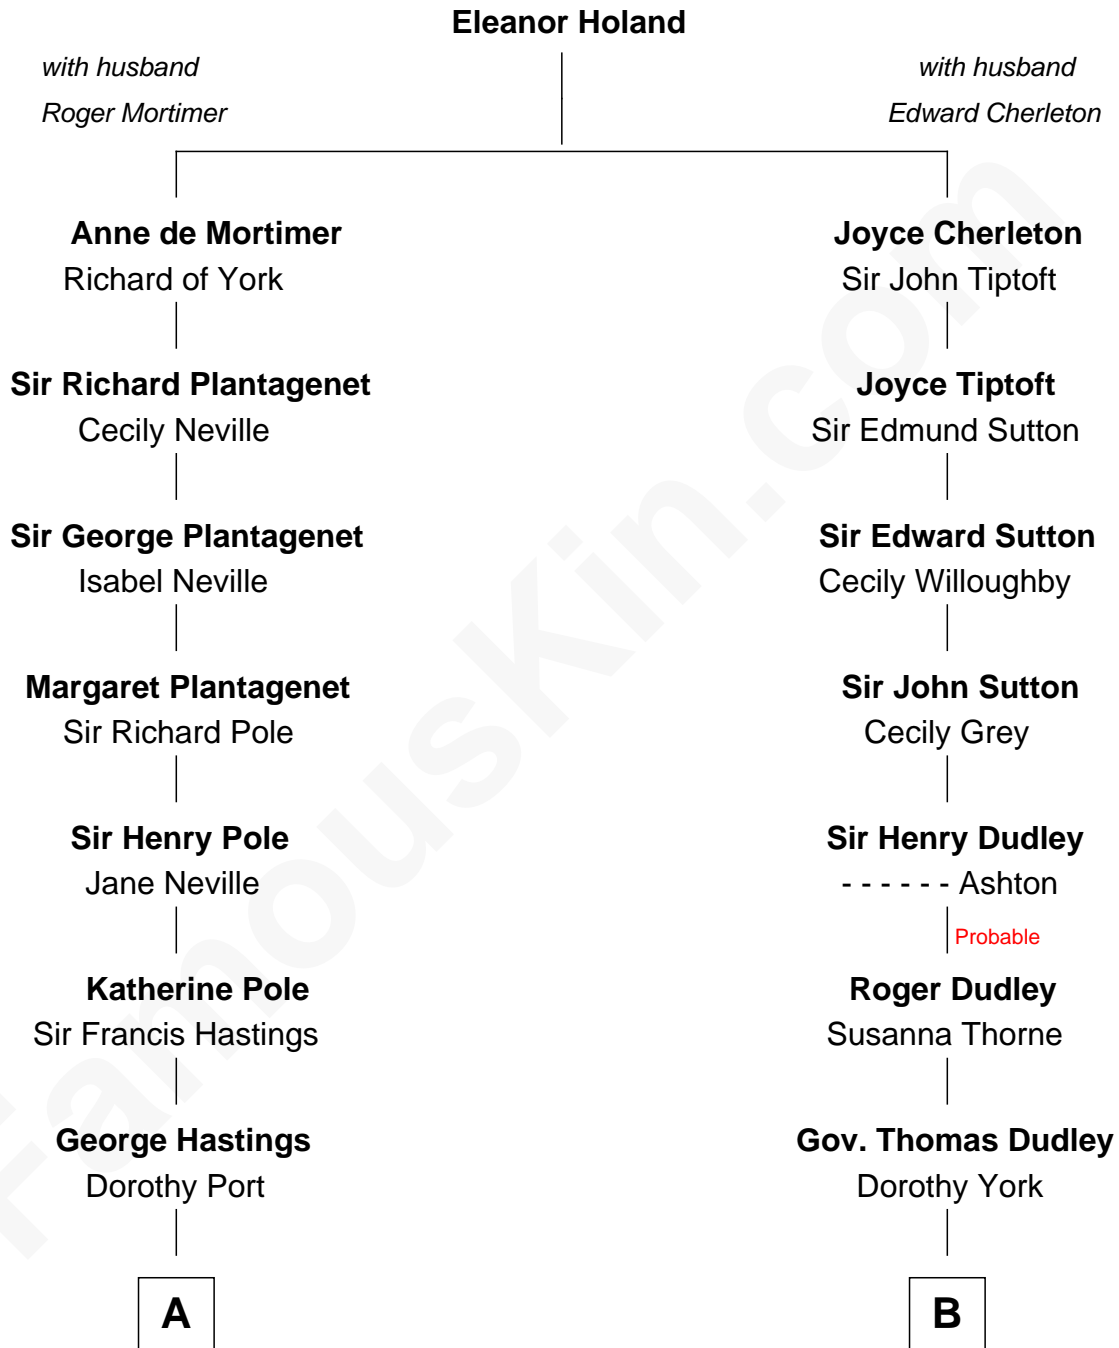 Eleanor Holand
with husband
Roger Mortimer
with husband
Edward Cherleton
Anne de Mortimer
Richard of York
Sir Richard Plantagenet
Cecily Neville
Sir George Plantagenet
Isabel Neville
Margaret Plantagenet
Sir Richard Pole
Sir Henry Pole
Jane Neville
Katherine Pole
Sir Francis Hastings
George Hastings
Dorothy Port
A
Joyce Cherleton
Sir John Tiptoft
Joyce Tiptoft
Sir Edmund Sutton
Sir Edward Sutton
Cecily Willoughby
Sir John Sutton
Cecily Grey
Sir Henry Dudley
- - - - - - Ashton
Probable
Roger Dudley
Susanna Thorne
Gov. Thomas Dudley
Dorothy York
B
FamousKin.com